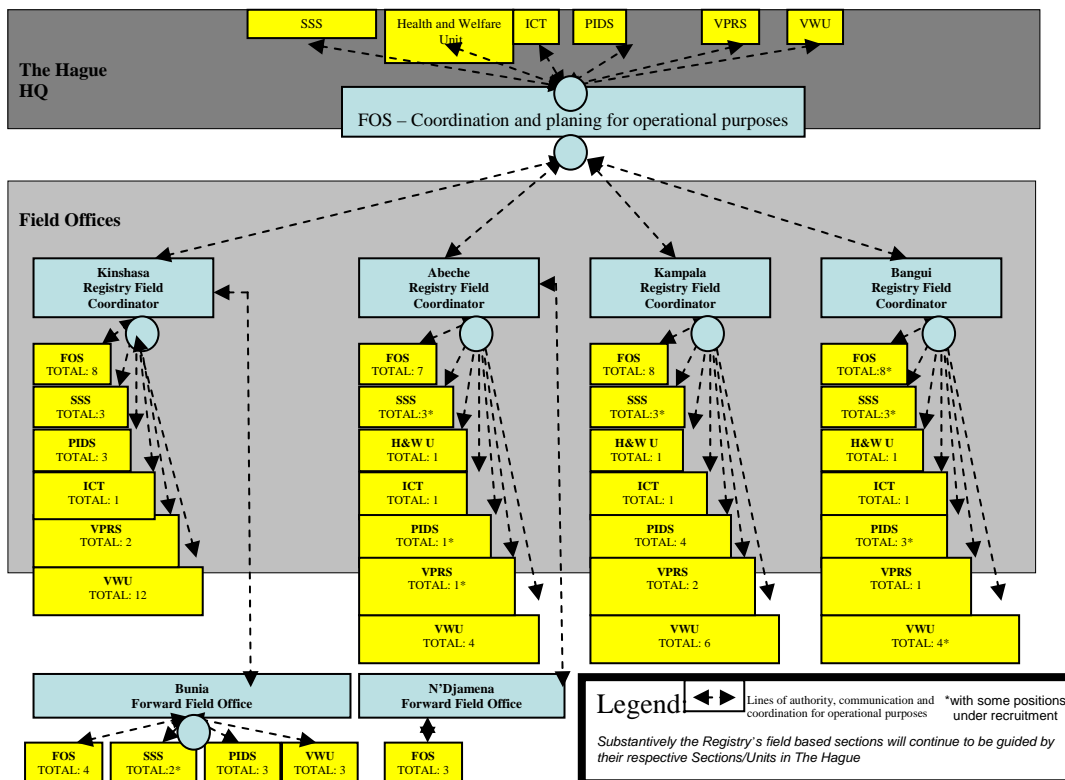 SSS
Health and Welfare
Unit
ICT
PIDS
VPRS
VWU
The Hague
HQ
FOS – Coordination and planing for operational purposes
Field Offices
Kinshasa
Registry Field
Coordinator
FOS
TOTAL: 8
SSS
TOTAL:3
PIDS
TOTAL: 3
ICT
TOTAL: 1
VPRS
TOTAL: 2
VWU
TOTAL: 12
Abeche
Registry Field
Coordinator
FOS
TOTAL: 7
SSS
TOTAL:3*
H&W U
TOTAL: 1
ICT
TOTAL: 1
PIDS
TOTAL: 1*
VPRS
TOTAL: 1*
VWU
TOTAL: 4
Kampala
Registry Field
Coordinator
FOS
TOTAL: 8
SSS
TOTAL:3*
H&W U
TOTAL: 1
ICT
TOTAL: 1
PIDS
TOTAL: 4
VPRS
TOTAL: 2
VWU
TOTAL: 6
Bangui
Registry Field
Coordinator
FOS
TOTAL:8*
SSS
TOTAL:3*
H&W U
TOTAL: 1
ICT
TOTAL: 1
PIDS
TOTAL: 3*
VPRS
TOTAL: 1
VWU
TOTAL: 4*
Bunia
Forward Field Office
FOS
TOTAL: 4
SSS
TOTAL:2*
PIDS
TOTAL: 3
VWU
TOTAL: 3
N'Djamena
Forward Field Office
FOS
TOTAL: 3
Legend
Lines of authority, communication and
coordination for operational purposes
*with some positions
under recruitment
Substantively the Registry's field based sections will continue to be guided by
their respective Sections/Units in The Hague